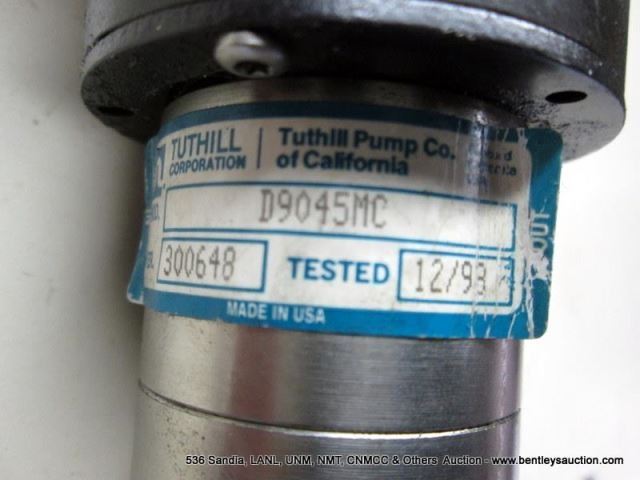 TUTHILL
CORPORATION
Tuthill Pump Co.
of California
D9045MC
300648 TESTED 12/93
OUT
MADE IN USA
536 Sandia, LANL, UNM, NMT, CNMCC & Others Auction - www.bentleysauction.com